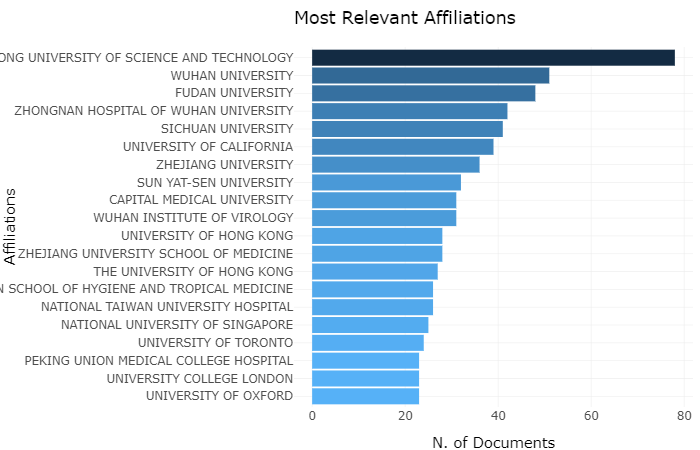 Most Relevant Affiliations
ONG UNIVERSITY OF SCIENCE AND TECHNOLOGY
WUHAN UNIVERSITY
FUDAN UNIVERSITY
ZHONGNAN HOSPITAL OF WUHAN UNIVERSITY
SICHUAN UNIVERSITY
UNIVERSITY OF CALIFORNIA
ZHEJIANG UNIVERSITY
SUN YAT-SEN UNIVERSITY
CAPITAL MEDICAL UNIVERSITY
WUHAN INSTITUTE OF VIROLOGY
UNIVERSITY OF HONG KONG
ZHEJIANG UNIVERSITY SCHOOL OF MEDICINE
THE UNIVERSITY OF HONG KONG
N SCHOOL OF HYGIENE AND TROPICAL MEDICINE
NATIONAL TAIWAN UNIVERSITY HOSPITAL
NATIONAL UNIVERSITY OF SINGAPORE
UNIVERSITY OF TORONTO
PEKING UNION MEDICAL COLLEGE HOSPITAL
UNIVERSITY COLLEGE LONDON
UNIVERSITY OF OXFORD
Affiliations
0 20 40 60 80
N. of Documents